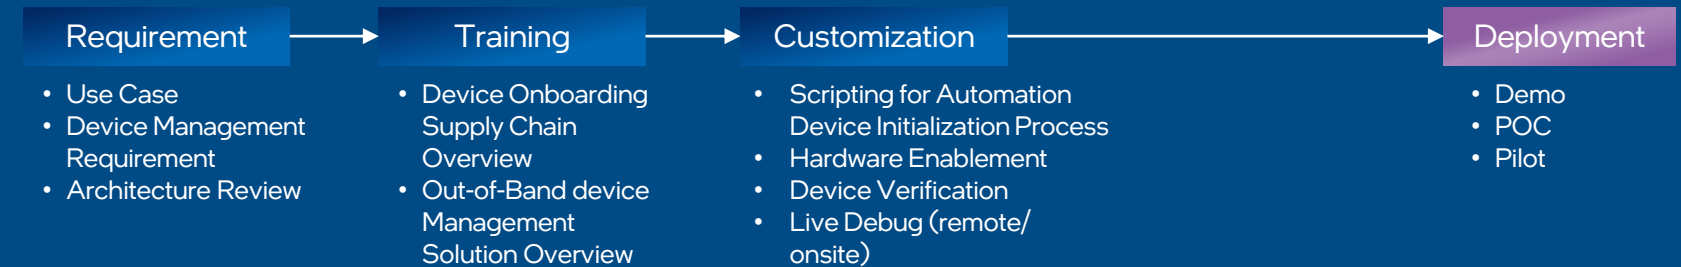 Requirement
• Use Case
• Device Management
Requirement
• Architecture Review
Training
• Device Onboarding
Supply Chain
Overview
• Out-of-Band device
Management
Solution Overview
Customization
• Scripting for Automation
Device Initialization Process
• Hardware Enablement
• Device Verification
• Live Debug (remote/
onsite)
Deployment
• Demo
• POC
• Pilot